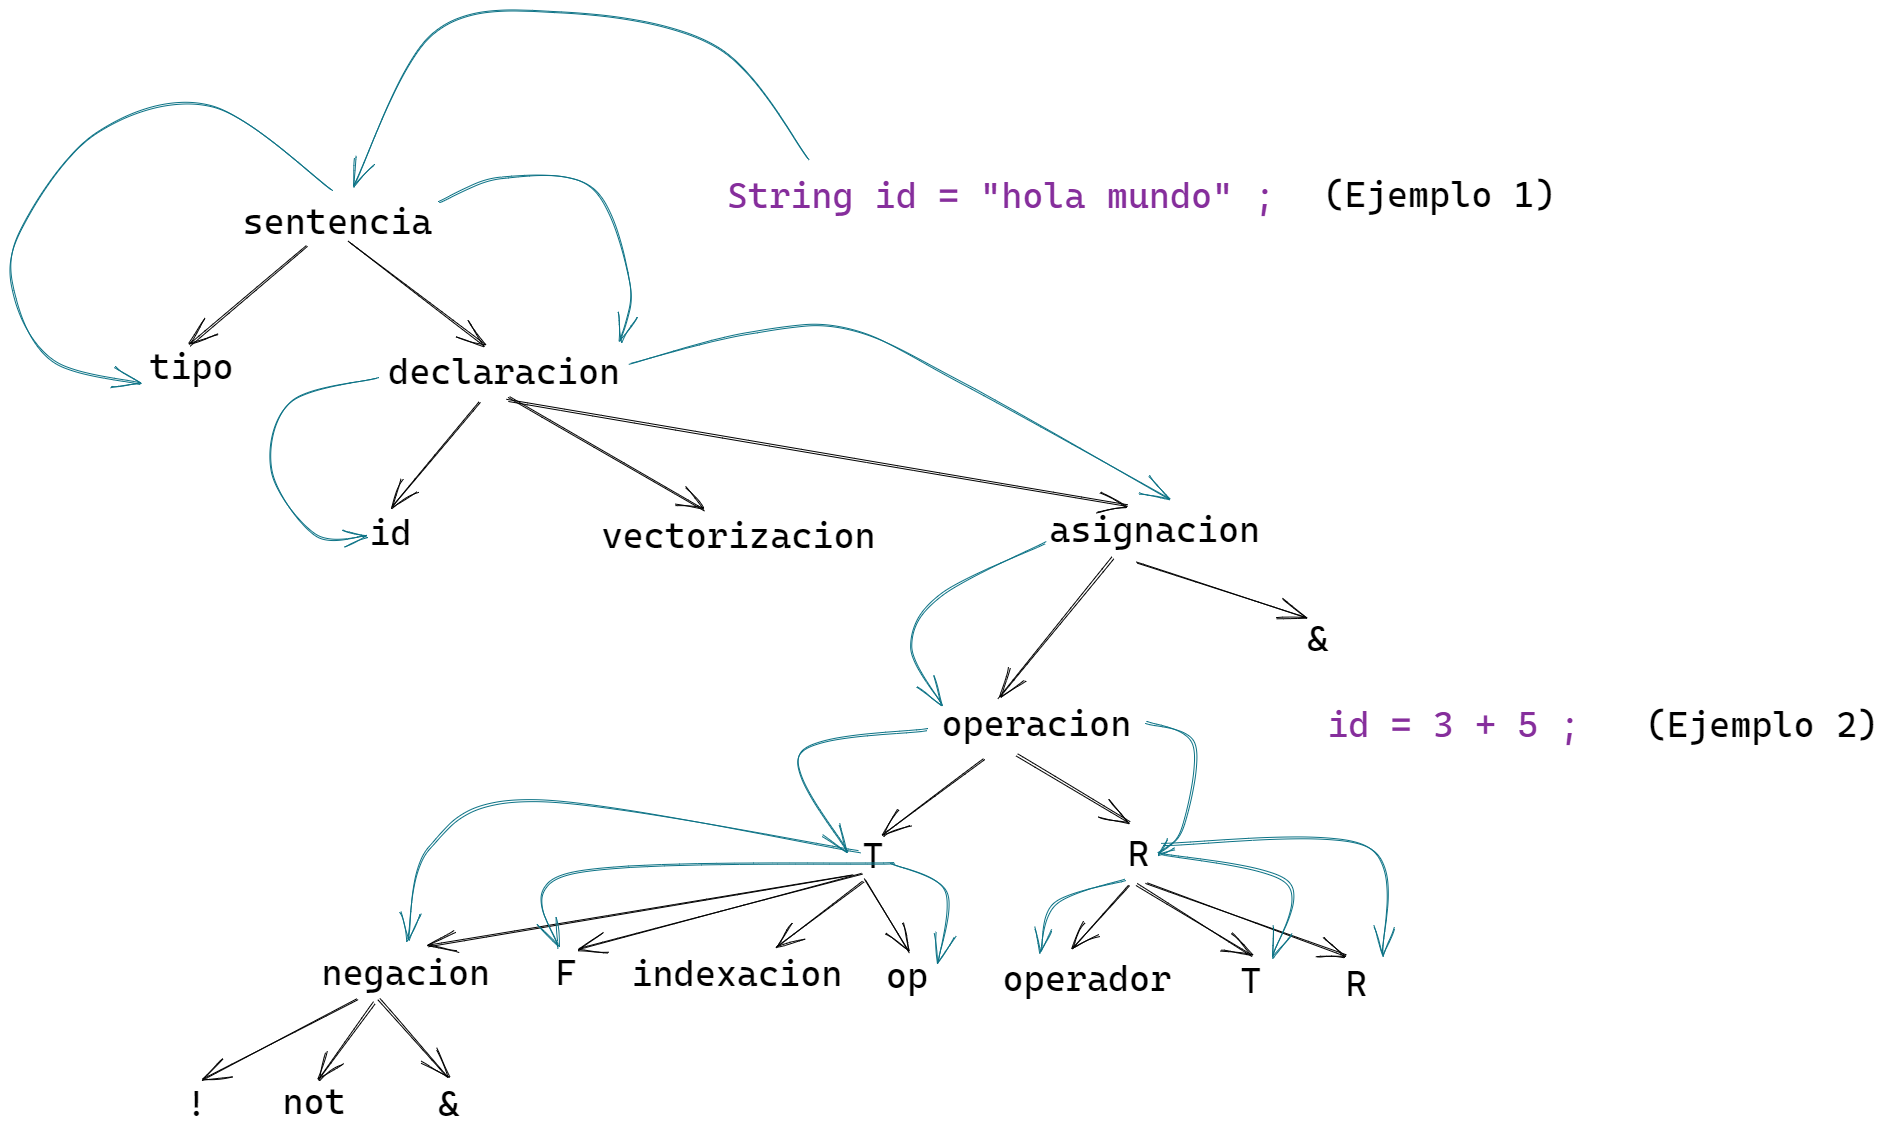 String id = "hola mundo" ; (Ejemplo 1)
sentencia
tipo
declaracion
id
vectorizacion
asignacion
&
operacion
id = 3 + 5 ; (Ejemplo 2)
T
R
negacion
F
indexacion
op
operador
T
R
!
not
&